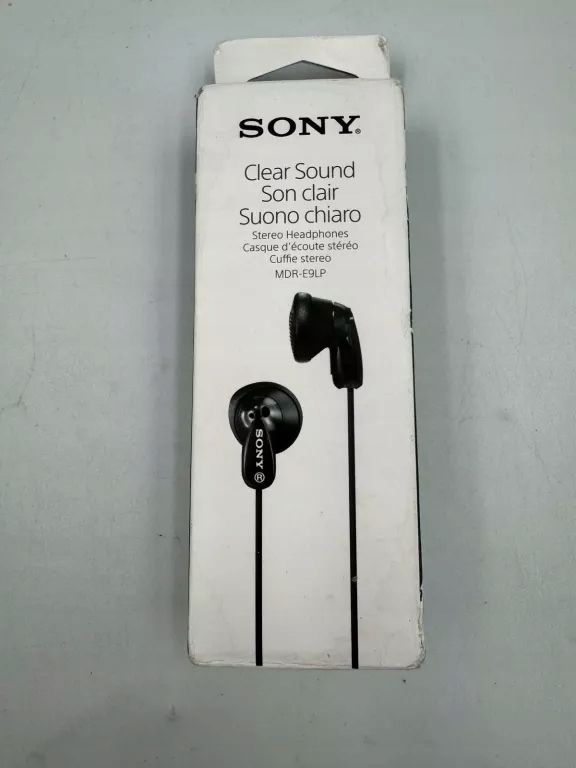 SONY®
Clear Sound
Son clair
Suono chiaro
Stereo Headphones
Casque d'écoute stéréo
Cuffie stereo
MDR-E9LP
SONY®